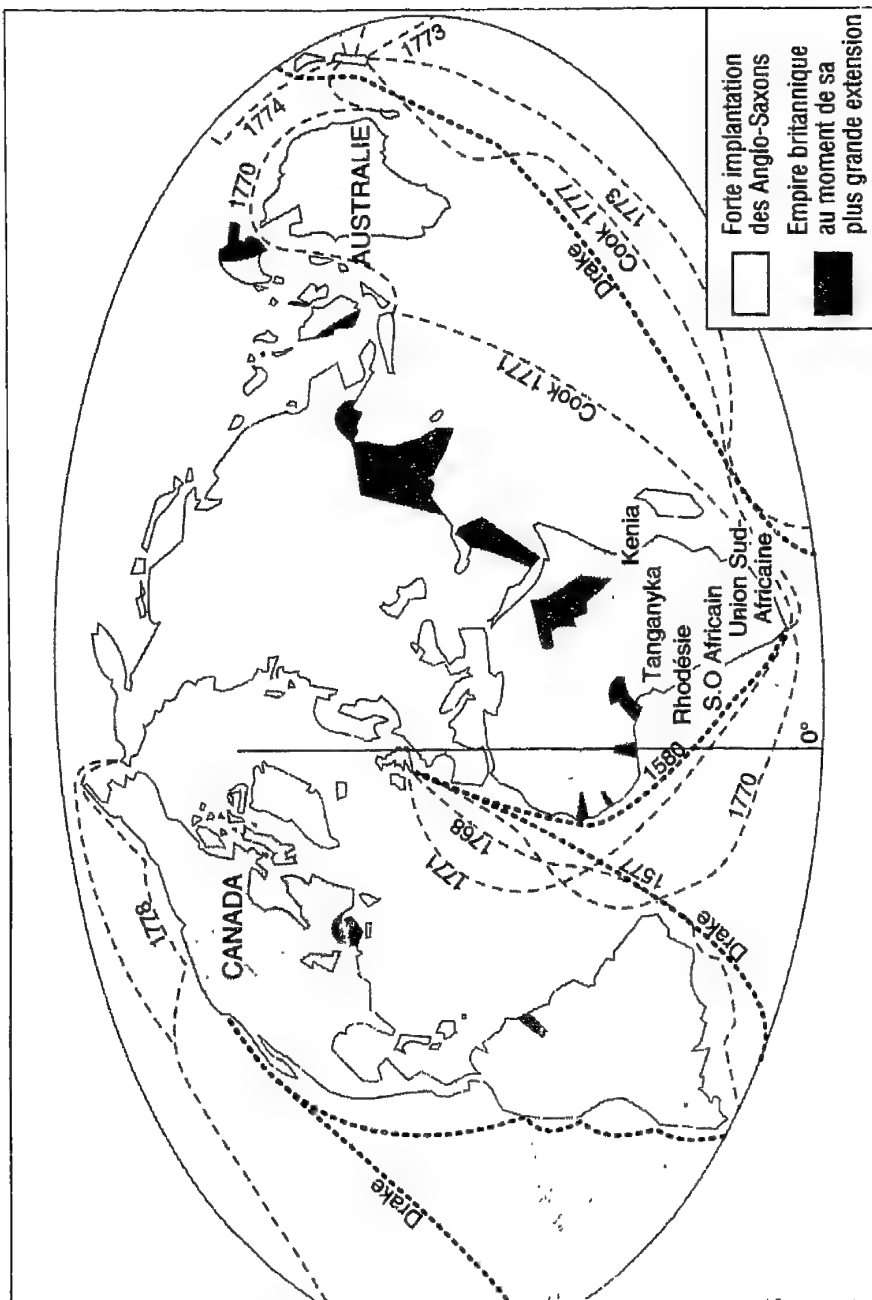 1773
1774
1770
AUSTRALIE
Cook 1771
Drake
Cook 1777
1773
Kenia
Tanganyka
Rhodésie
S.O Africain
Union Sud-
Africaine
0°
1580
1770
1768
1771
1577
Drake
CANADA
1778
Drake
Forte implantation
des Anglo-Saxons
Empire britannique
au moment de sa
plus grande extension